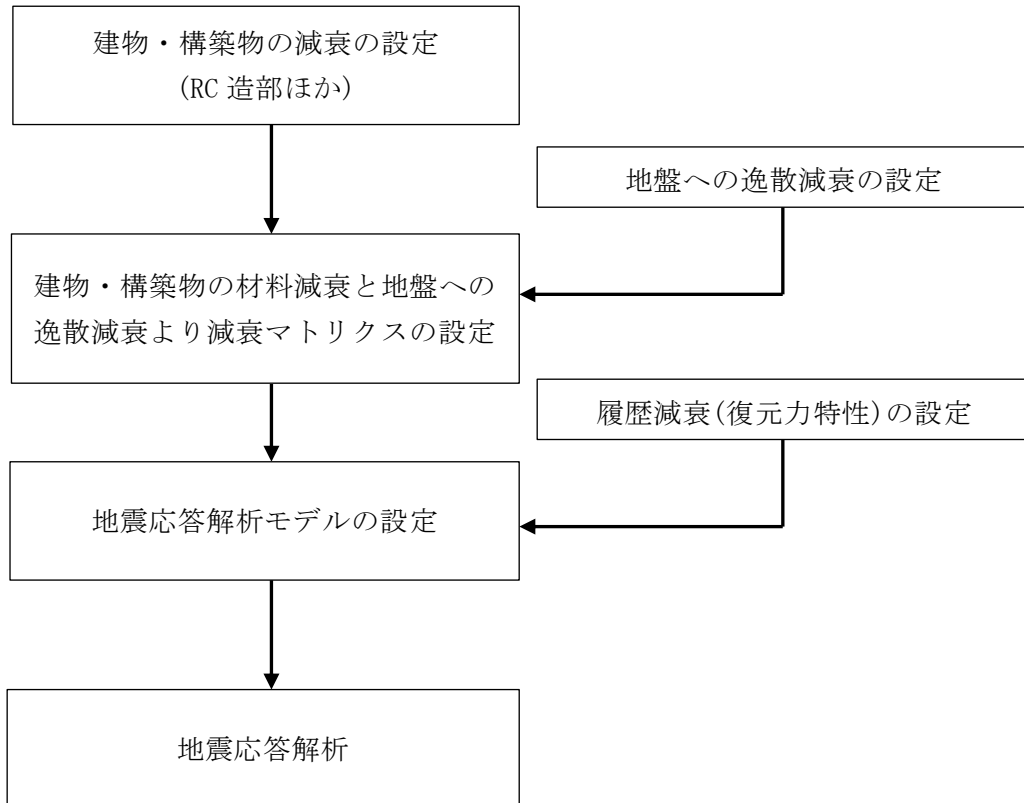 建物・構築物の減衰の設定
(RC 造部ほか)
地盤への逸散減衰の設定
建物・構築物の材料減衰と地盤への
逸散減衰より減衰マトリクスの設定
履歴減衰(復元力特性)の設定
地震応答解析モデルの設定
地震応答解析